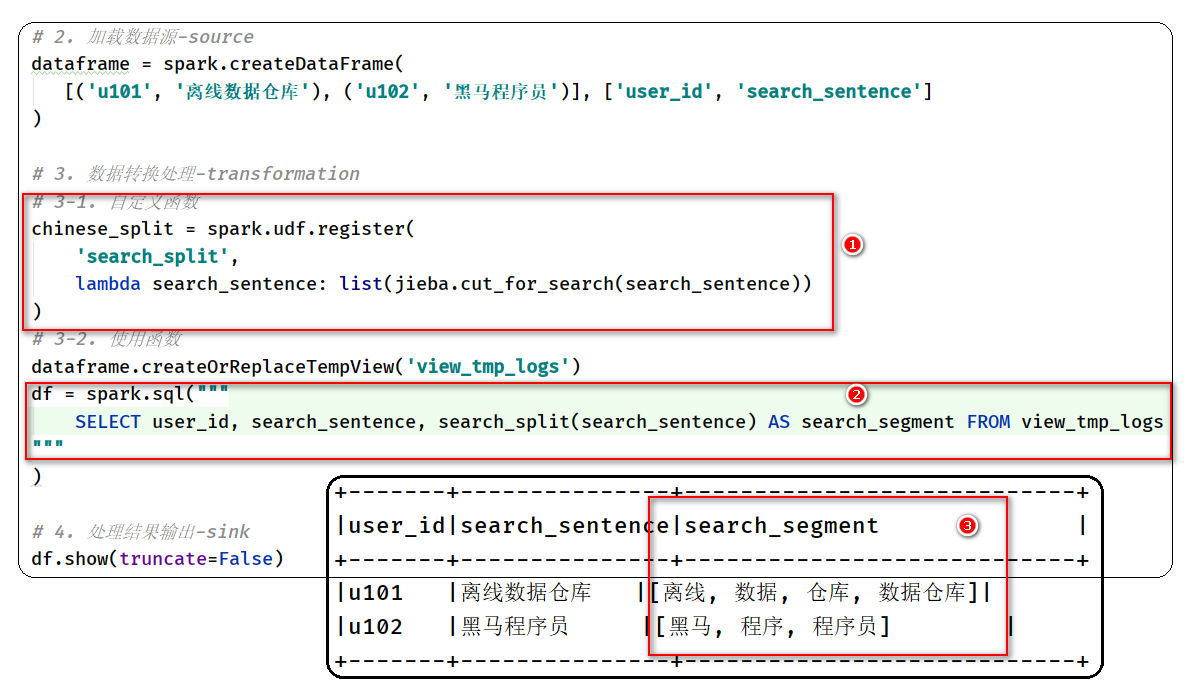 # 2. 加载数据源-source
dataframe = spark.createDataFrame(
    [('u101', '离线数据仓库'), ('u102', '黑马程序员')], ['user_id', 'search_sentence']
)
# 3. 数据转换处理-transformation
# 3-1. 自定义函数
chinese_split = spark.udf.register(
    'search_split',
    lambda search_sentence: list(jieba.cut_for_search(search_sentence))
)
1
# 3-2. 使用函数
dataframe.createOrReplaceTempView('view_tmp_logs')
df = spark.sql("""
2
    SELECT user_id, search_sentence, search_split(search_sentence) AS search_segment FROM view_tmp_logs
"""
)
# 4. 处理结果输出-sink
df.show(truncate=False)
+-------+---------------+----------------------------+
|user_id|search_sentence|search_segment |
3
+-------+---------------+----------------------------+
|u101 |离线数据仓库 |[离线, 数据, 仓库, 数据仓库]|
|u102 |黑马程序员 |[黑马, 程序, 程序员] |
+-------+---------------+----------------------------+